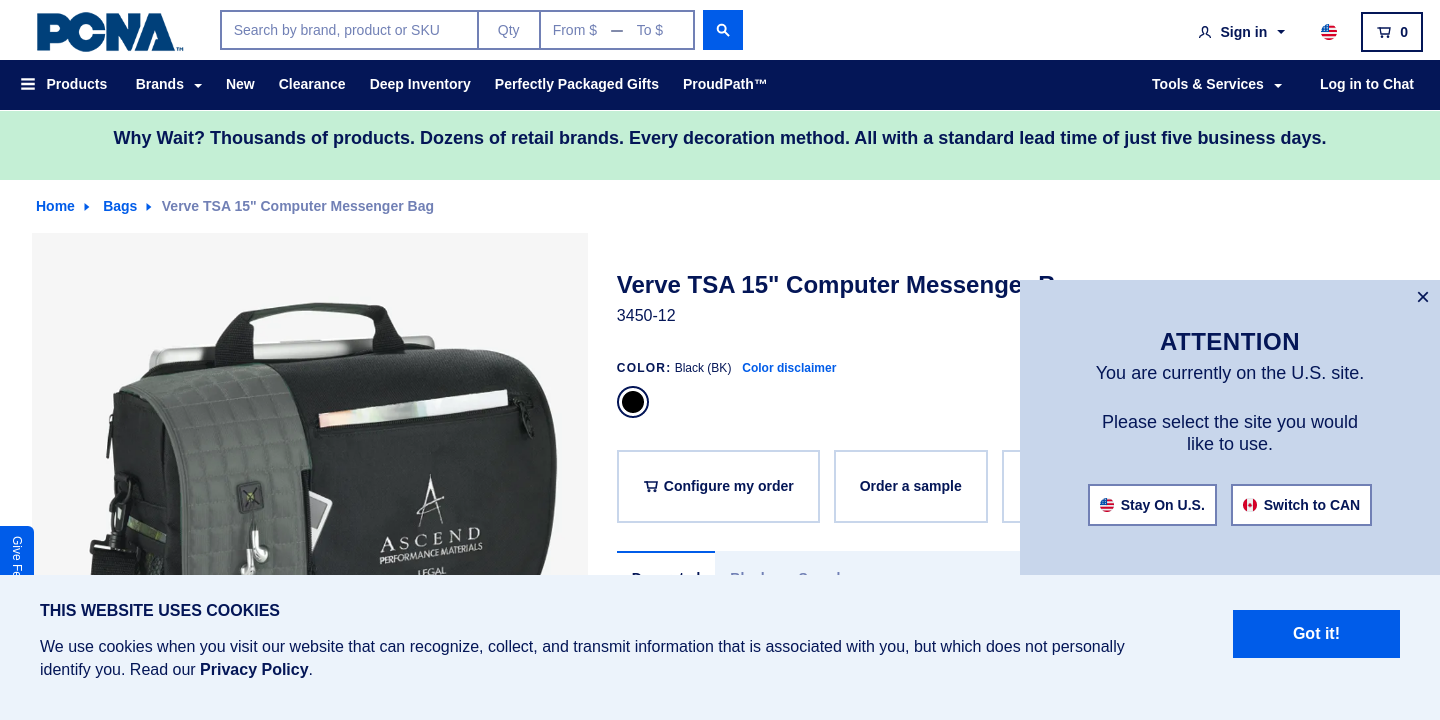 PCNA™
Search by brand, product or SKU
Qty
From $ — To $
Sign in
0
Products
Brands
New
Clearance
Deep Inventory
Perfectly Packaged Gifts
ProudPath™
Tools & Services
Log in to Chat
Why Wait? Thousands of products. Dozens of retail brands. Every decoration method. All with a standard lead time of just five business days.
Home
Bags
Verve TSA 15" Computer Messenger Bag
ASCEND
PERFORMANCE MATERIALS
LEGAL
Verve TSA 15" Computer Messenger
3450-12
COLOR: Black (BK) Color disclaimer
Configure my order
Order a sample
×
ATTENTION
You are currently on the U.S. site.
Please select the site you would
like to use.
Stay On U.S.
Switch to CAN
Give
THIS WEBSITE USES COOKIES
We use cookies when you visit our website that can recognize, collect, and transmit information that is associated with you, but which does not personally
identify you. Read our Privacy Policy.
Got it!